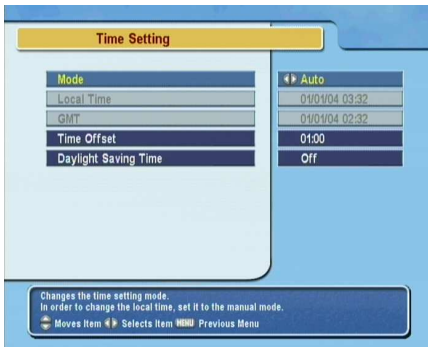 Time Setting
Mode Auto
Local Time 01/01/04 03:32
GMT 01/01/04 02:32
Time Offset 01:00
Daylight Saving Time Off
Changes the time setting mode.
In order to change the local time, set it to the manual mode.
Moves Item Selects Item MENU Previous Menu